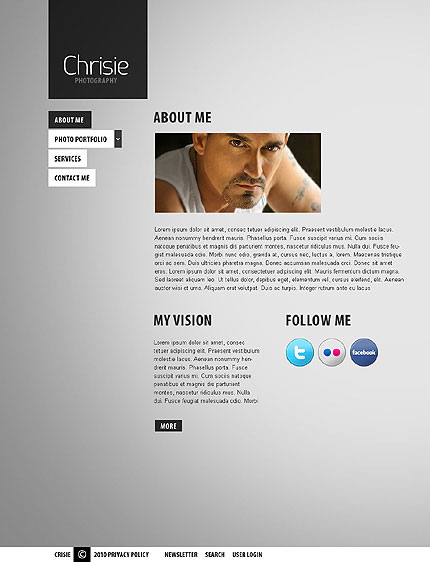 Chrisie
PHOTOGRAPHY
ABOUT ME
PHOTO PORTFOLIO
SERVICES
CONTACT ME
ABOUT ME
Lorem ipsum dolor sit amet, consec tetuer adipiscing elit. Praesent vestibulum molestie lacus.
Aenean nonummy hendrerit mauris. Phasellus porta. Fusce suscipit varius mi. Cum sociis
natoque penatibus et magnis dis parturient montes, nascetur ridiculus mus. Nulla dui. Fusce feu-
giat malesuada odio. Morbi nunc odio, gravida at, cursus nec, luctus a, lorem. Maecenas tristique
orci ac sem. Duis ultricies pharetra magna. Donec accumsan malesuada orci. Donec sit amet
eros. Lorem ipsum dolor sit amet, consectetuer adipiscing elit. Mauris fermentum dictum magna.
Sed laoreet aliquam leo. Ut tellus dolor, dapibus eget, elementum vel, cursus eleifend, elit. Aenean
auctor wisi et urna. Aliquam erat volutpat. Duis ac turpis. Integer rutrum ante eu lacus
MY VISION
Lorem ipsum dolor sit amet, consec
tetuer adipiscing elit. Praesent vestibulum
molestie lacus. Aenean nonummy hen-
drerit mauris. Phasellus porta. Fusce
suscipit varius mi. Cum sociis natoque
penatibus et magnis dis parturient
montes, nascetur ridiculus mus. Nulla
dui. Fusce feugiat malesuada odio. Morbi
MORE
FOLLOW ME
t
facebook
CRISIE © 2010 PRIVACY POLICY NEWSLETTER SEARCH USER LOGIN